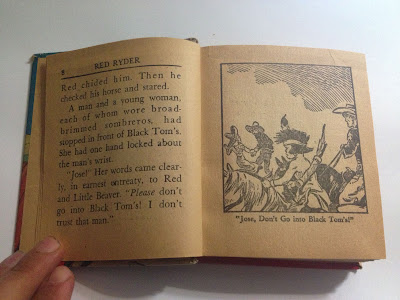 8 RED RYDER
Red chided him. Then he
checked his horse and stared.
A man and a young woman,
each of whom wore broad-
brimmed sombreros, had
stopped in front of Black Tom's.
She had one hand locked about
the man's wrist.
"Jose!" Her words came clear-
ly, in earnest entreaty, to Red
and Little Beaver. "Please don't
go into Black Tom's! I don't
trust that man."
"Jose, Don't Go into Black Tom's!"